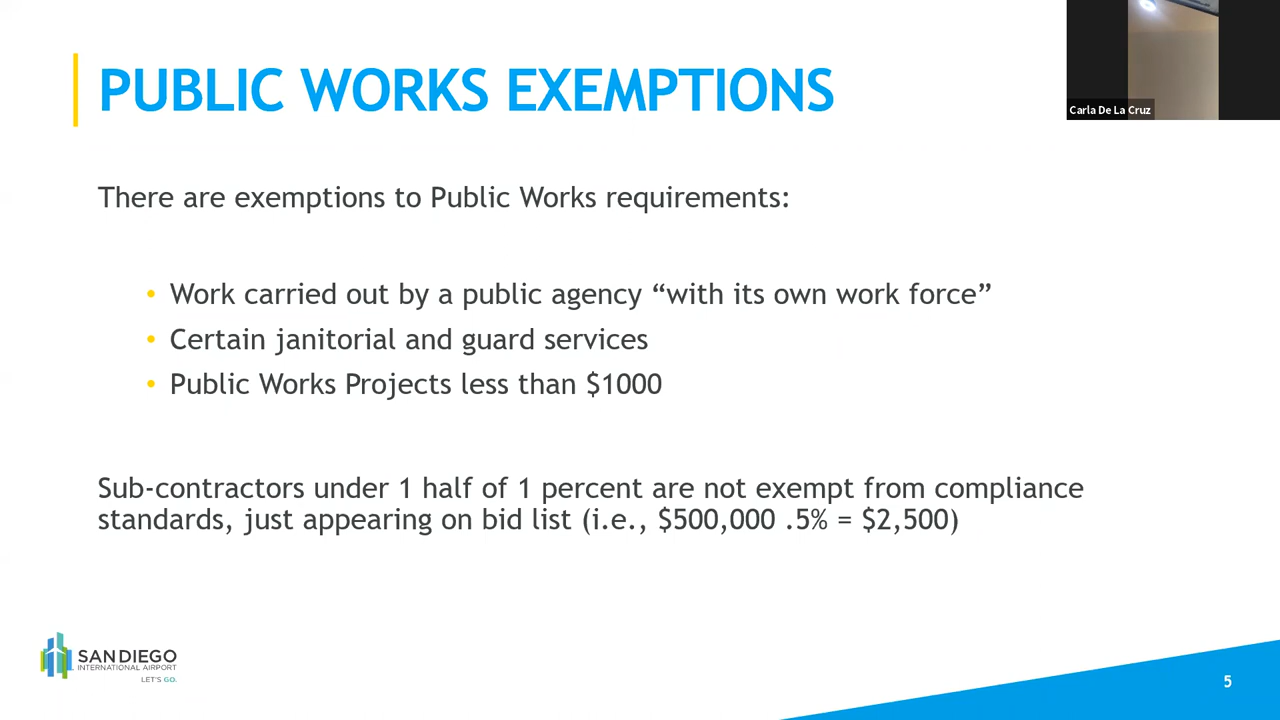 PUBLIC WORKS EXEMPTIONS
Carla De La Cruz
There are exemptions to Public Works requirements:
• Work carried out by a public agency “with its own work force”
• Certain janitorial and guard services
• Public Works Projects less than $1000
Sub-contractors under 1 half of 1 percent are not exempt from compliance
standards, just appearing on bid list (i.e., $500,000 .5% = $2,500)
SAN DIEGO
INTERNATIONAL AIRPORT
LET'S GO.
5